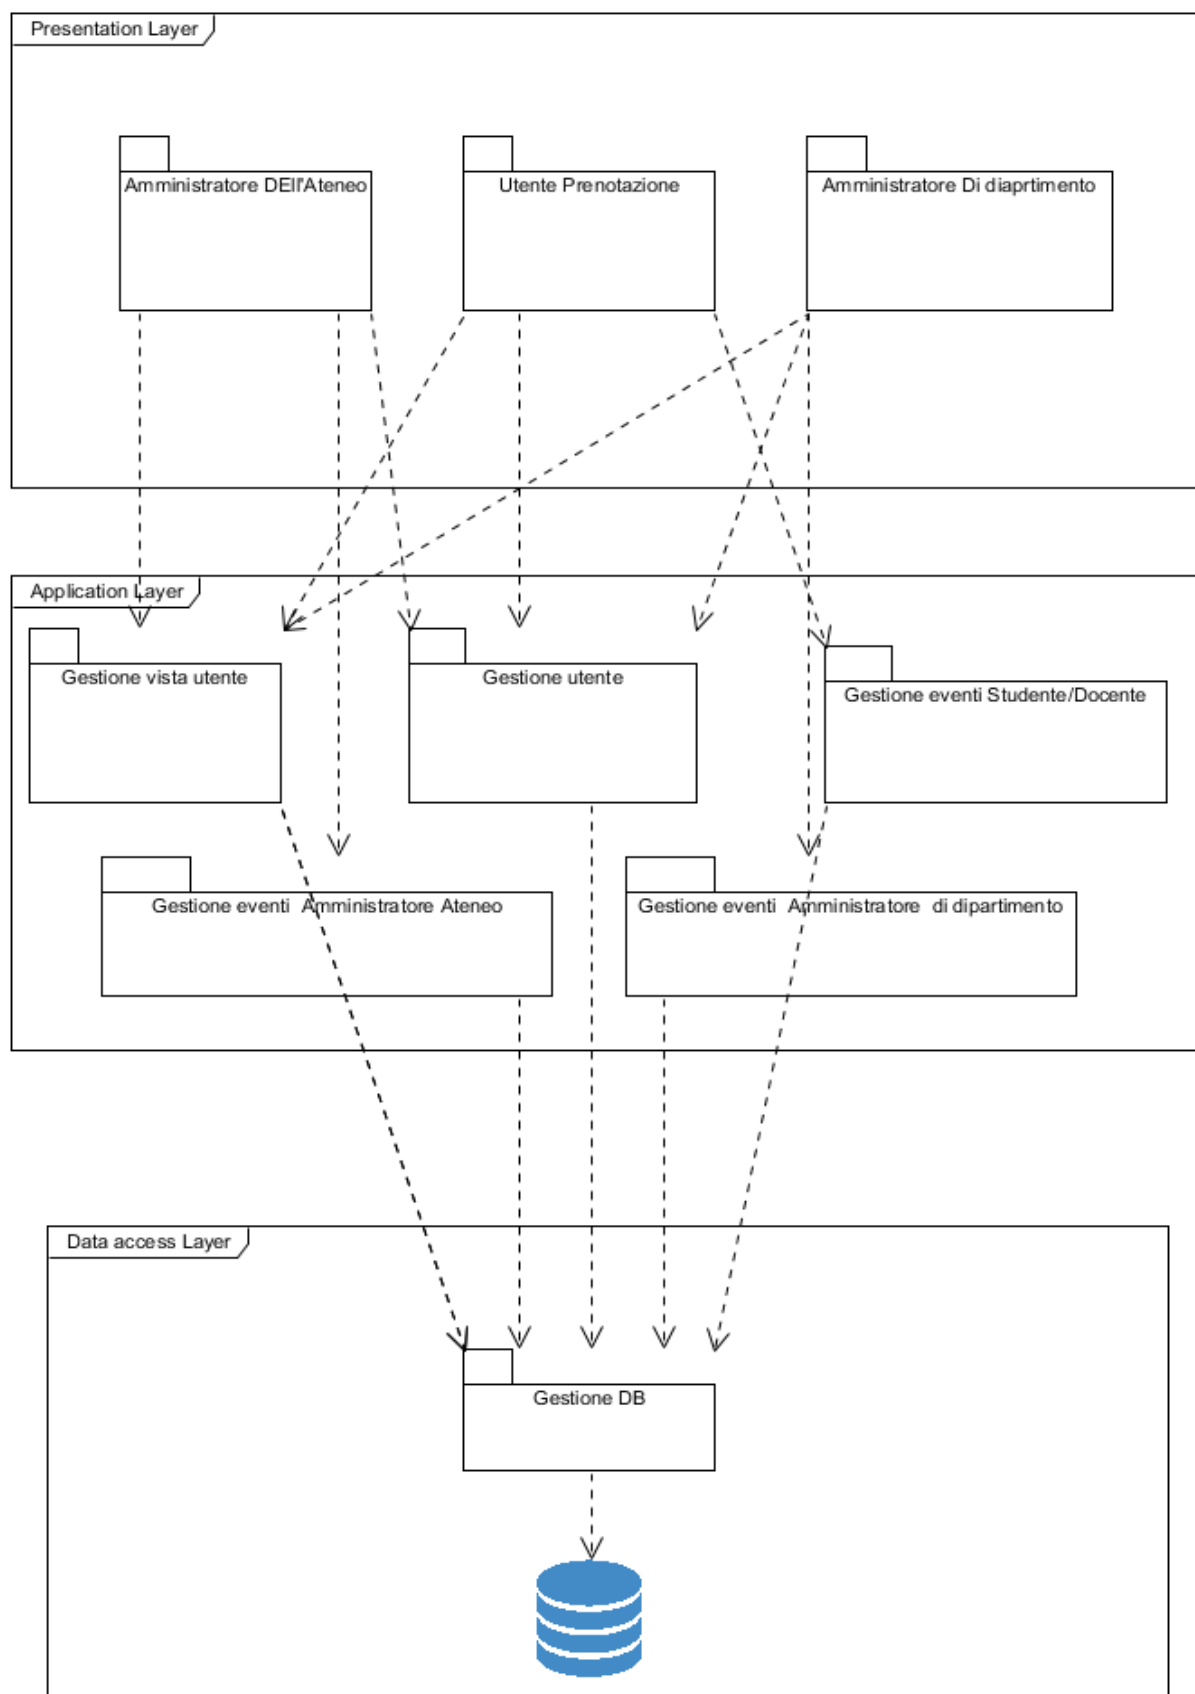 Presentation Layer
Amministratore DEll'Ateneo
Utente Prenotazione
Amministratore Di diaprtimento
Application Layer
Gestione vista utente
Gestione utente
Gestione eventi Studente/Docente
Gestione eventi Amministratore Ateneo
Gestione eventi Amministratore di dipartimento
Data access Layer
Gestione DB